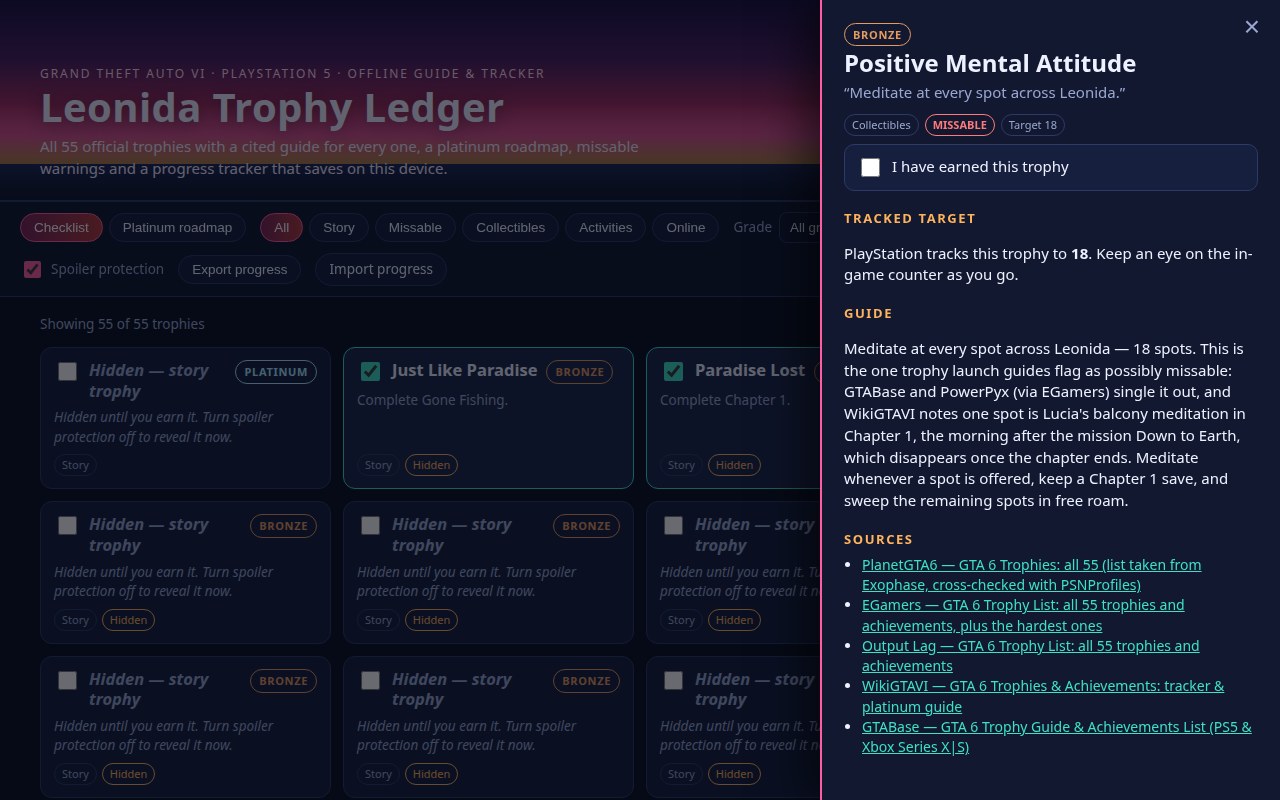 GRAND THEFT AUTO VI · PLAYSTATION 5 · OFFLINE GUIDE & TRACKER
Leonida Trophy Ledger
All 55 official trophies with a cited guide for every one, a platinum roadmap, missable
warnings and a progress tracker that saves on this device.
Checklist
Platinum roadmap
All
Story
Missable
Collectibles
Activities
Online
Grade
All gr
Spoiler protection
Export progress
Import progress
Showing 55 of 55 trophies
Hidden — story
trophy
PLATINUM
Hidden until you earn it. Turn spoiler
protection off to reveal it now.
Story
Just Like Paradise
BRONZE
Complete Gone Fishing.
Story
Hidden
Paradise Lost
Complete Chapter 1.
Story
Hidden
Hidden — story
trophy
BRONZE
Hidden until you earn it. Turn spoiler
protection off to reveal it now.
Story
Hidden
Hidden — story
trophy
BRONZE
Hidden until you earn it. Turn spoiler
protection off to reveal it now.
Story
Hidden
Hidden — story
trophy
Hidden until you earn it. Turn
protection off to reveal it n
Story
Hidden
Hidden — story
trophy
BRONZE
Hidden until you earn it. Turn spoiler
protection off to reveal it now.
Story
Hidden
Hidden — story
trophy
BRONZE
Hidden until you earn it. Turn spoiler
protection off to reveal it now.
Story
Hidden
Hidden — story
trophy
Hidden until you earn it. Turn
protection off to reveal it n
Story
Hidden
✕
BRONZE
Positive Mental Attitude
“Meditate at every spot across Leonida.”
Collectibles
MISSABLE
Target 18
I have earned this trophy
TRACKED TARGET
PlayStation tracks this trophy to 18. Keep an eye on the in-
game counter as you go.
GUIDE
Meditate at every spot across Leonida — 18 spots. This is
the one trophy launch guides flag as possibly missable:
GTABase and PowerPyx (via EGamers) single it out, and
WikiGTAVI notes one spot is Lucia's balcony meditation in
Chapter 1, the morning after the mission Down to Earth,
which disappears once the chapter ends. Meditate
whenever a spot is offered, keep a Chapter 1 save, and
sweep the remaining spots in free roam.
SOURCES
• PlanetGTA6 — GTA 6 Trophies: all 55 (list taken from
Exophase, cross-checked with PSNProfiles)
• EGamers — GTA 6 Trophy List: all 55 trophies and
achievements, plus the hardest ones
• Output Lag — GTA 6 Trophy List: all 55 trophies and
achievements
• WikiGTAVI — GTA 6 Trophies & Achievements: tracker &
platinum guide
• GTABase — GTA 6 Trophy Guide & Achievements List (PS5 &
Xbox Series X|S)